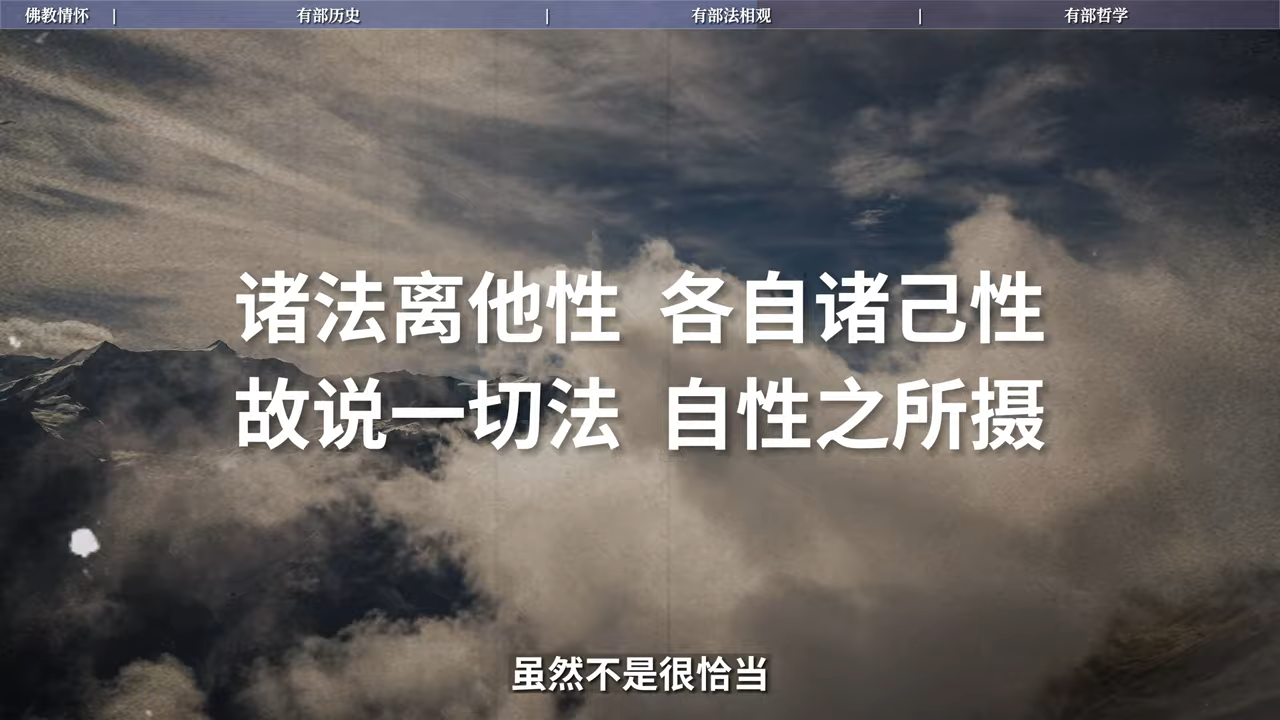 佛教情怀 | 有部历史 | 有部法相观 | 有部哲学
诸法离他性 各自诸己性
故说一切法 自性之所摄
虽然不是很恰当